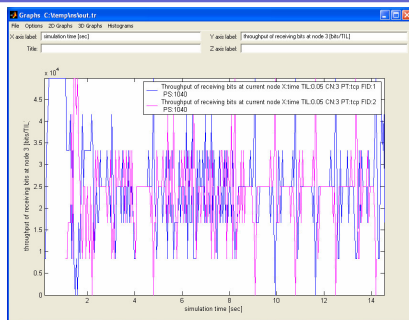 Graphs C:\temp\ns\out.tr
File Options 2D Graphs 3D Graphs Histograms
X axis label: simulation time [sec] Y axis label: throughput of receiving bits at node 3 [bits/TIL]
Title: Z axis label:
x 10^4
Throughput of receiving bits at current node X:time TIL:0.05 CN:3 PT:tcp FID:1
PS:1040
Throughput of receiving bits at current node X:time TIL:0.05 CN:3 PT:tcp FID:2
PS:1040
4.5
4
3.5
3
2.5
2
1.5
1
0.5
0
throughput of receiving bits at node 3 [bits/TIL]
2 4 6 8 10 12 14
simulation time [sec]